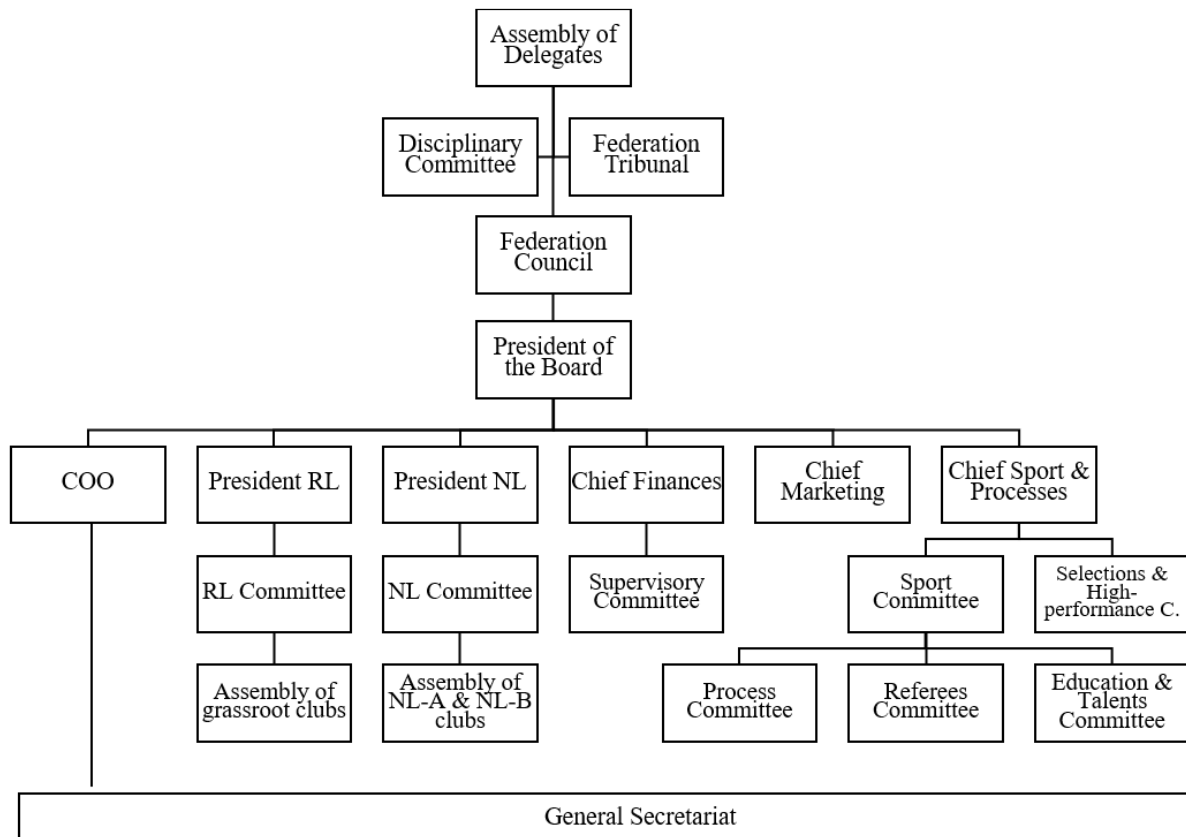 Assembly of
Delegates
Disciplinary
Committee
Federation
Tribunal
Federation
Council
President of
the Board
COO
President RL
President NL
Chief Finances
Chief
Marketing
Chief Sport &
Processes
RL Committee
NL Committee
Supervisory
Committee
Sport
Committee
Selections &
High-
performance C.
Assembly of
grassroot clubs
Assembly of
NL-A & NL-B
clubs
Process
Committee
Referees
Committee
Education &
Talents
Committee
General Secretariat